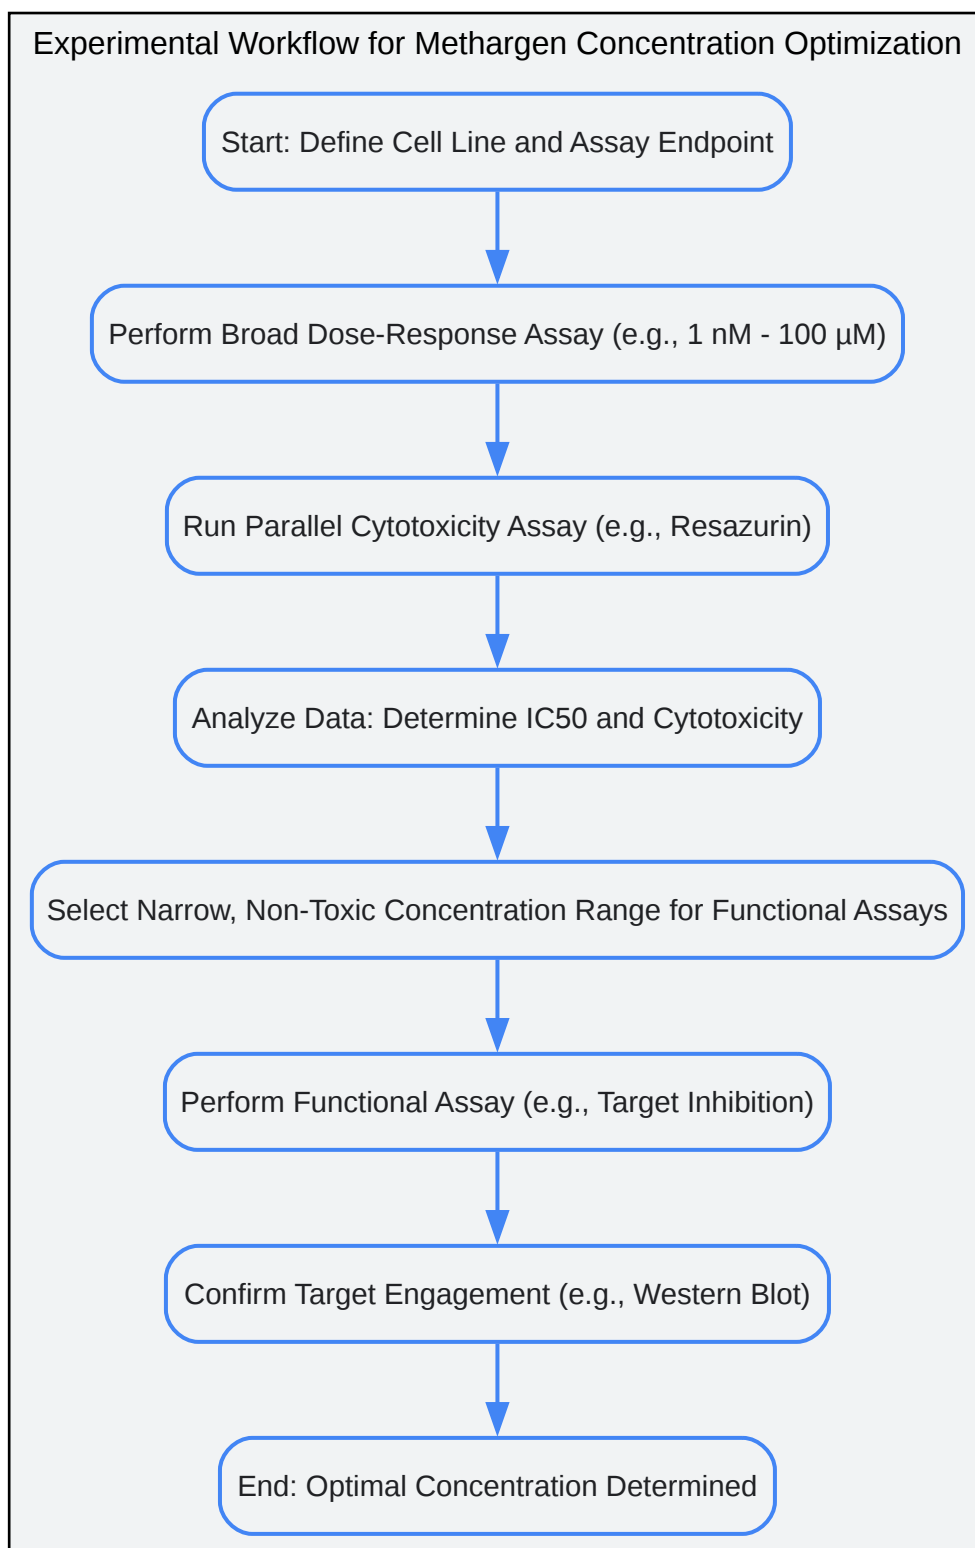 Experimental Workflow for Methargen Concentration Optimization
Start: Define Cell Line and Assay Endpoint
Perform Broad Dose-Response Assay (e.g., 1 nM - 100 µM)
Run Parallel Cytotoxicity Assay (e.g., Resazurin)
Analyze Data: Determine IC50 and Cytotoxicity
Select Narrow, Non-Toxic Concentration Range for Functional Assays
Perform Functional Assay (e.g., Target Inhibition)
Confirm Target Engagement (e.g., Western Blot)
End: Optimal Concentration Determined